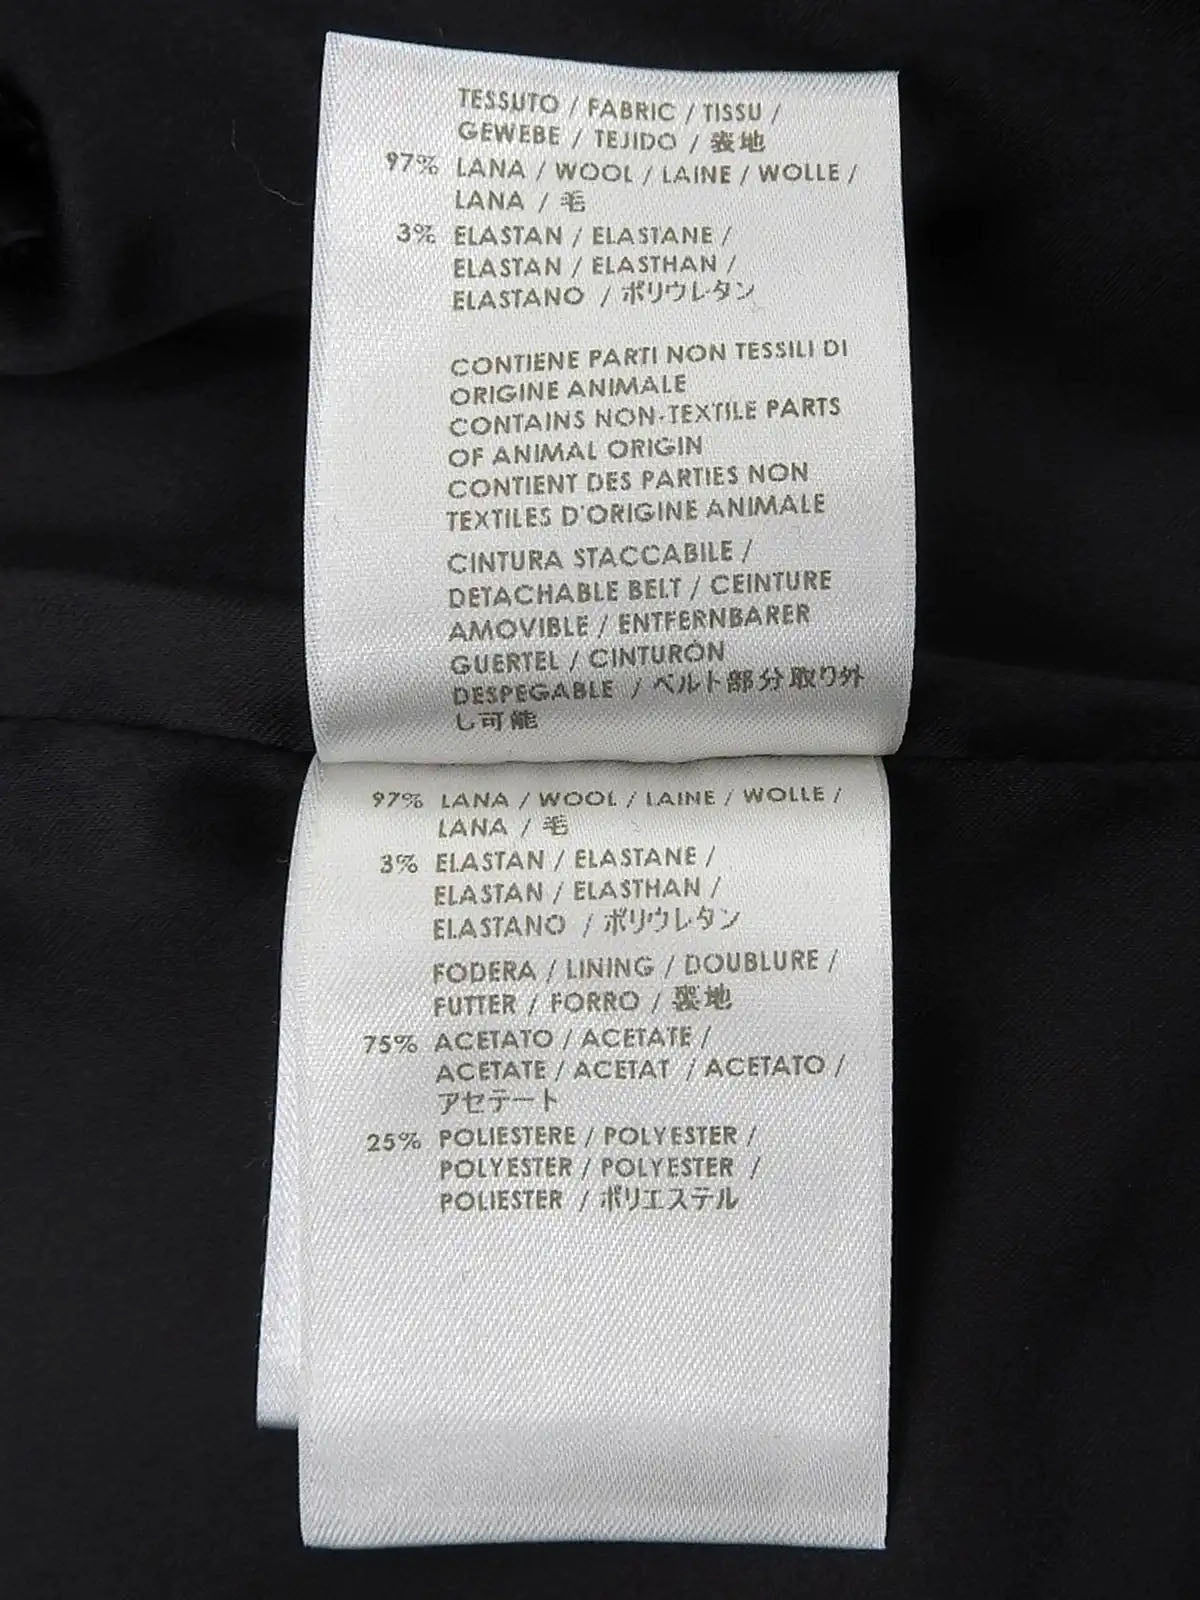 TESSUTO / FABRIC / TISSU /
GEWEBE / TEJIDO / 表地
97% LANA / WOOL / LAINE / WOLLE /
LANA / 毛
3% ELASTAN / ELASTANE /
ELASTAN / ELASTHAN /
ELASTANO / ポリウレタン
CONTIENE PARTI NON TESSILI DI
ORIGINE ANIMALE
CONTAINS NON-TEXTILE PARTS
OF ANIMAL ORIGIN
CONTIENT DES PARTIES NON
TEXTILES D'ORIGINE ANIMALE
CINTURA STACCABILE /
DETACHABLE BELT / CEINTURE
AMOVIBLE / ENTFERNBARER
GUERTEL / CINTURÓN
DESPEGABLE / ベルト部分取り外
し可能
97% LANA / WOOL / LAINE / WOLLE /
LANA / 毛
3% ELASTAN / ELASTANE /
ELASTAN / ELASTHAN /
ELASTANO / ポリウレタン
FODERA / LINING / DOUBLURE /
FUTTER / FORRO / 裏地
75% ACETATO / ACETATE /
ACETATE / ACETAT / ACETATO /
アセテート
25% POLIESTERE / POLYESTER /
POLYESTER / POLYESTER /
POLIESTER / ポリエステル